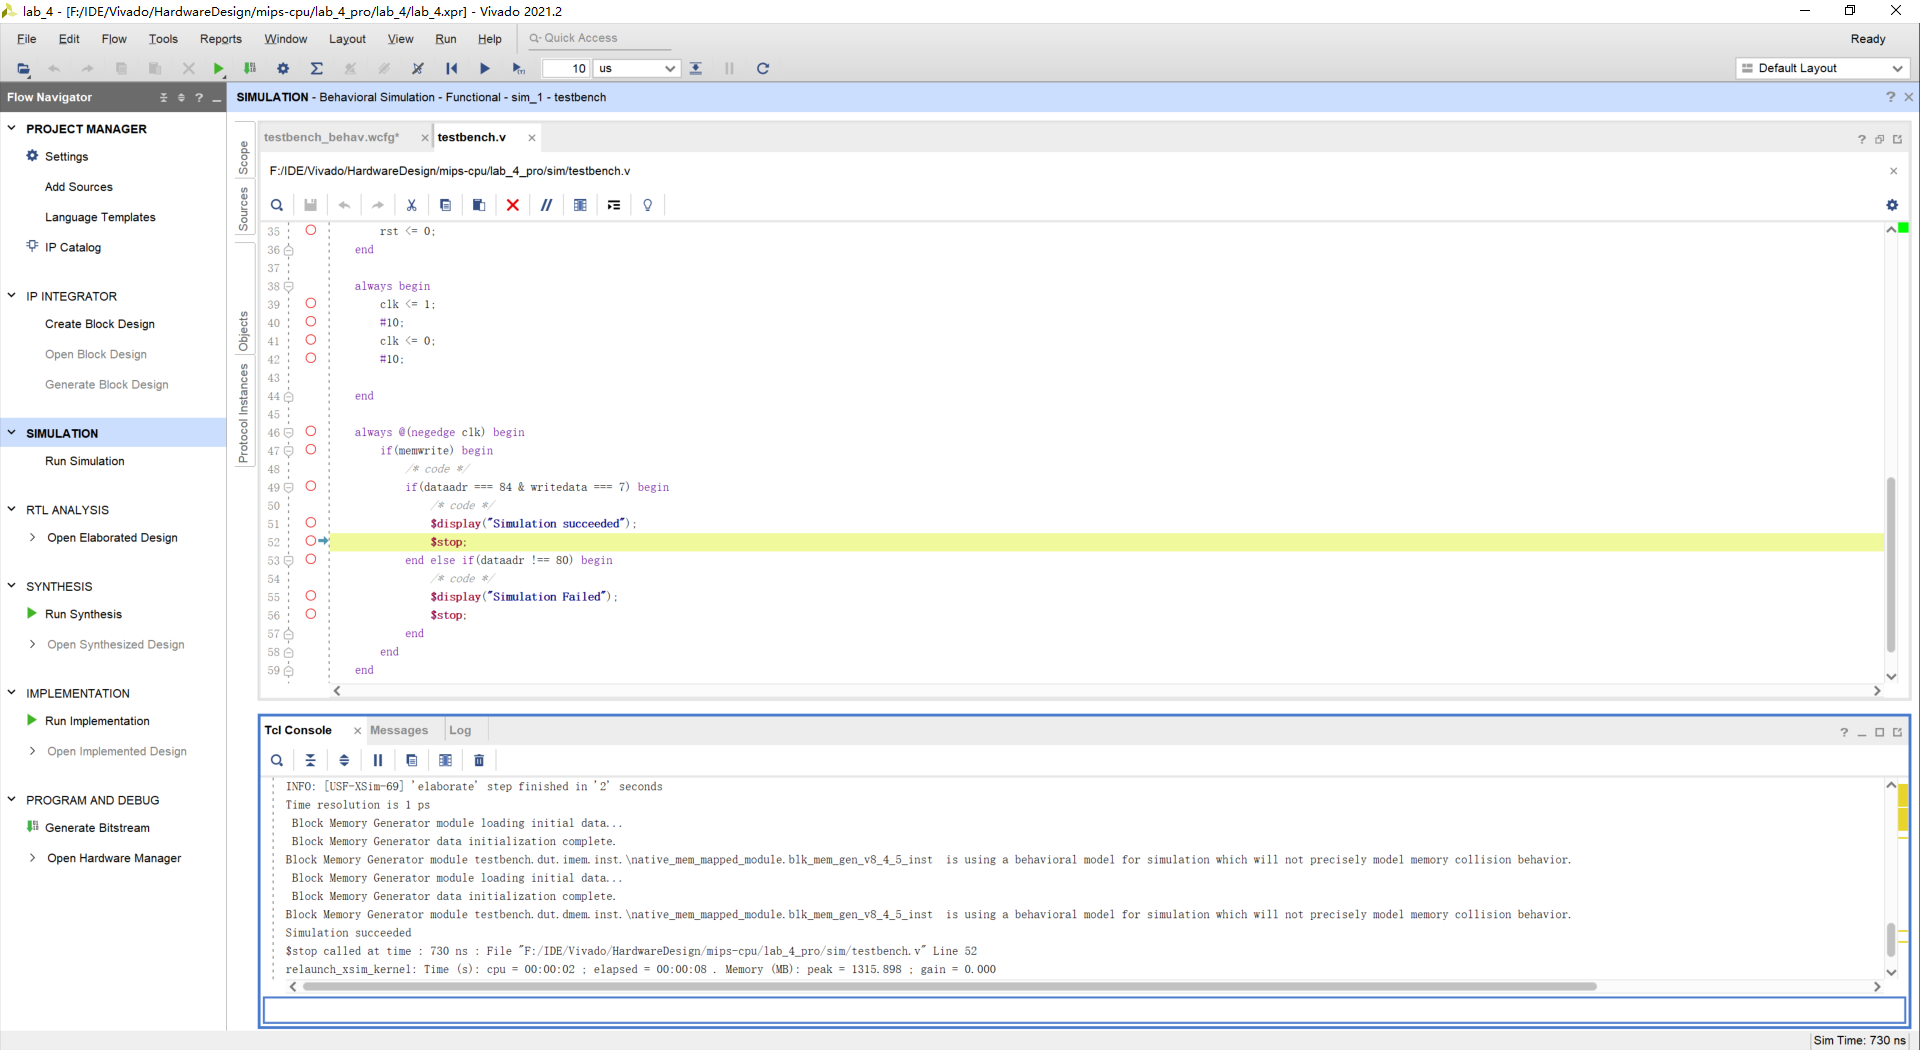 lab_4 - [F:/IDE/Vivado/HardwareDesign/mips-cpu/lab_4_pro/lab_4/lab_4.xpr] - Vivado 2021.2
File Edit Flow Tools Reports Window Layout View Run Help Quick Access Ready
10 us Default Layout
Flow Navigator
SIMULATION - Behavioral Simulation - Functional - sim_1 - testbench
PROJECT MANAGER
Settings
Add Sources
Language Templates
IP Catalog
IP INTEGRATOR
Create Block Design
Open Block Design
Generate Block Design
SIMULATION
Run Simulation
RTL ANALYSIS
Open Elaborated Design
SYNTHESIS
Run Synthesis
Open Synthesized Design
IMPLEMENTATION
Run Implementation
Open Implemented Design
PROGRAM AND DEBUG
Generate Bitstream
Open Hardware Manager
Scope
Sources
Objects
Protocol Instances
testbench_behav.wcfg* testbench.v
F:/IDE/Vivado/HardwareDesign/mips-cpu/lab_4_pro/sim/testbench.v
35 rst <= 0;
36 end
37
38 always begin
39 clk <= 1;
40 #10;
41 clk <= 0;
42 #10;
43
44 end
45
46 always @(negedge clk) begin
47 if(memwrite) begin
48 /* code */
49 if(dataadr === 84 & writedata === 7) begin
50 /* code */
51 $display("Simulation succeeded");
52 $stop;
53 end else if(dataadr !== 80) begin
54 /* code */
55 $display("Simulation Failed");
56 $stop;
57 end
58 end
59 end
Tcl Console Messages Log
INFO: [USF-XSim-69] 'elaborate' step finished in '2' seconds
Time resolution is 1 ps
Block Memory Generator module loading initial data...
Block Memory Generator data initialization complete.
Block Memory Generator module testbench.dut.imem.inst.\native_mem_mapped_module.blk_mem_gen_v8_4_5_inst  is using a behavioral model for simulation which will not precisely model memory collision behavior.
Block Memory Generator module loading initial data...
Block Memory Generator data initialization complete.
Block Memory Generator module testbench.dut.dmem.inst.\native_mem_mapped_module.blk_mem_gen_v8_4_5_inst  is using a behavioral model for simulation which will not precisely model memory collision behavior.
Simulation succeeded
$stop called at time : 730 ns : File "F:/IDE/Vivado/HardwareDesign/mips-cpu/lab_4_pro/sim/testbench.v" Line 52
relaunch_xsim_kernel: Time (s): cpu = 00:00:02 ; elapsed = 00:00:08 . Memory (MB): peak = 1315.898 ; gain = 0.000
Sim Time: 730 ns